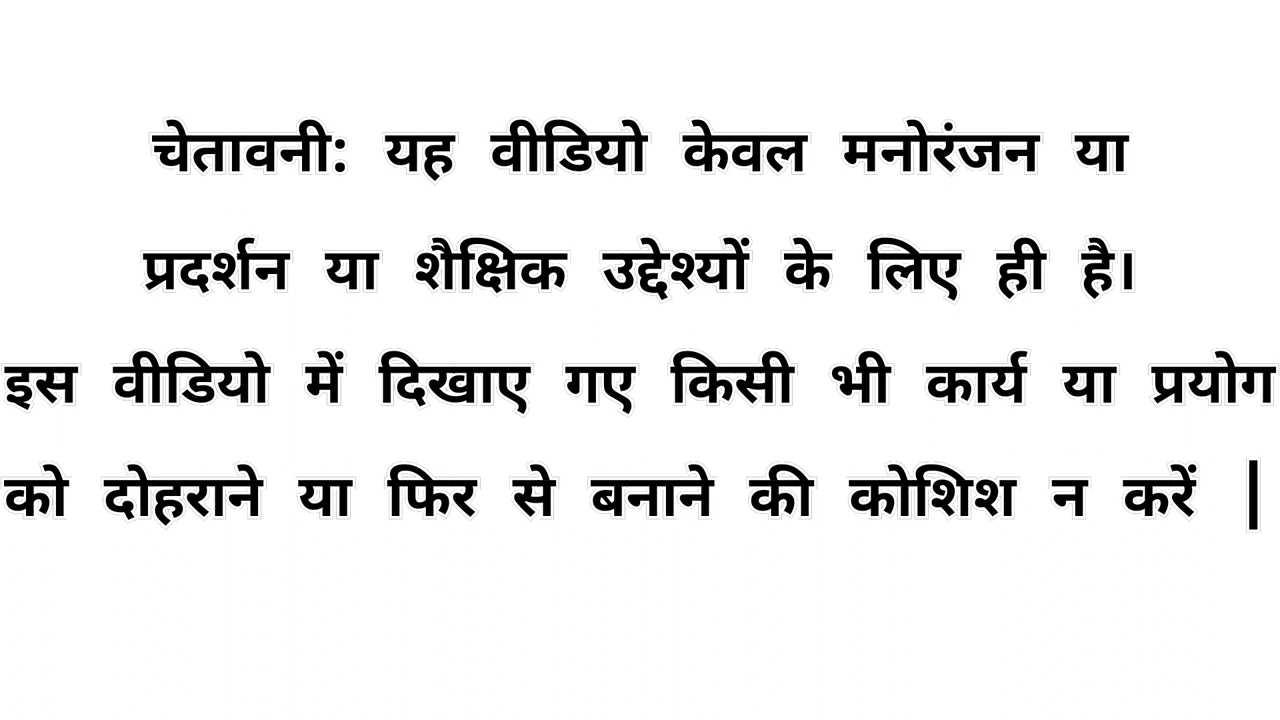 चेतावनी: यह वीडियो केवल मनोरंजन या
प्रदर्शन या शैक्षिक उद्देश्यों के लिए ही है।
इस वीडियो में दिखाए गए किसी भी कार्य या प्रयोग
को दोहराने या फिर से बनाने की कोशिश न करें |